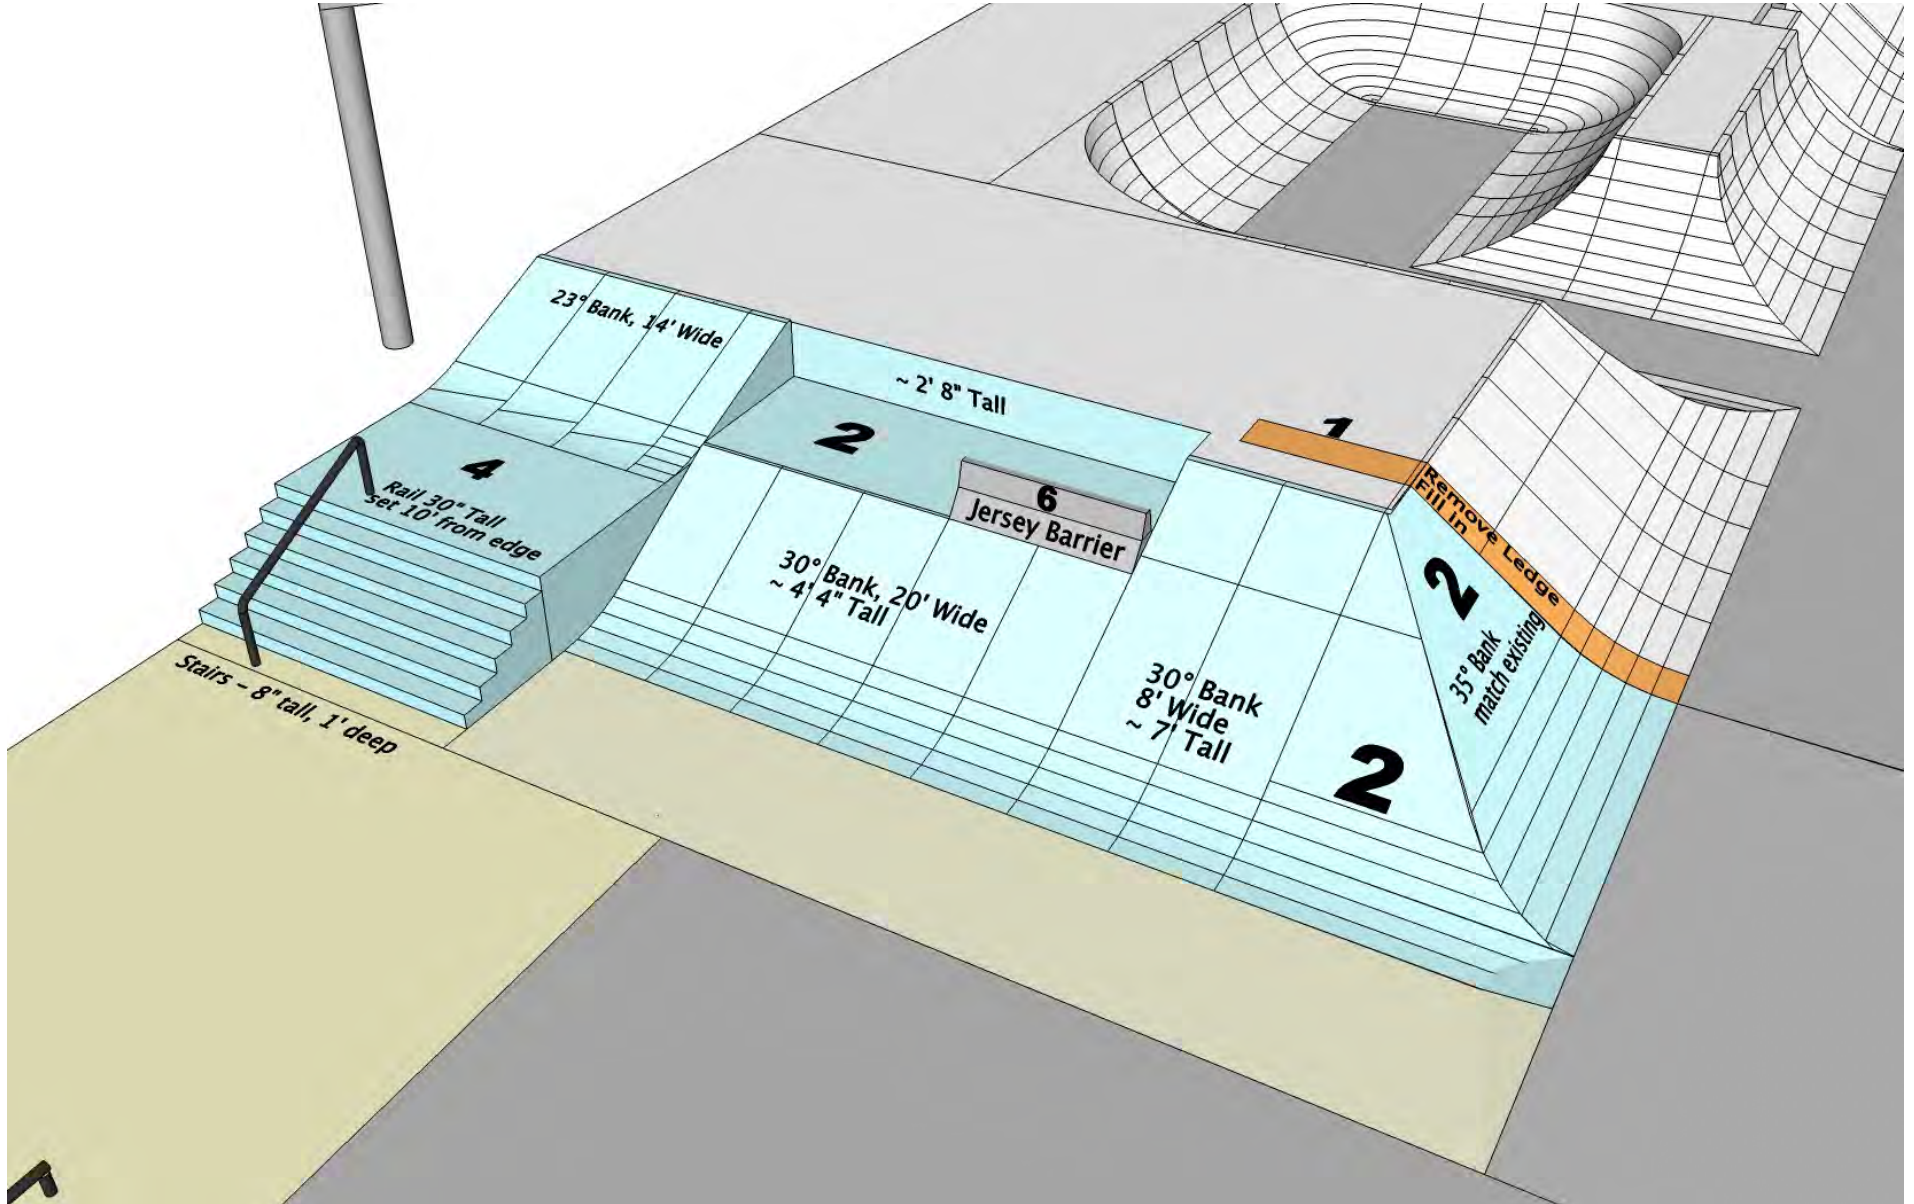 23° Bank, 14' Wide
~ 2' 8" Tall
1
2
4
Rail 30" Tall
set 10' from edge
6
Jersey Barrier
Remove Ledge
Fill in
2
35° Bank
match existing
30° Bank, 20' Wide
~ 4' 4" Tall
30° Bank
8' Wide
~ 7' Tall
2
Stairs - 8" tall, 1' deep